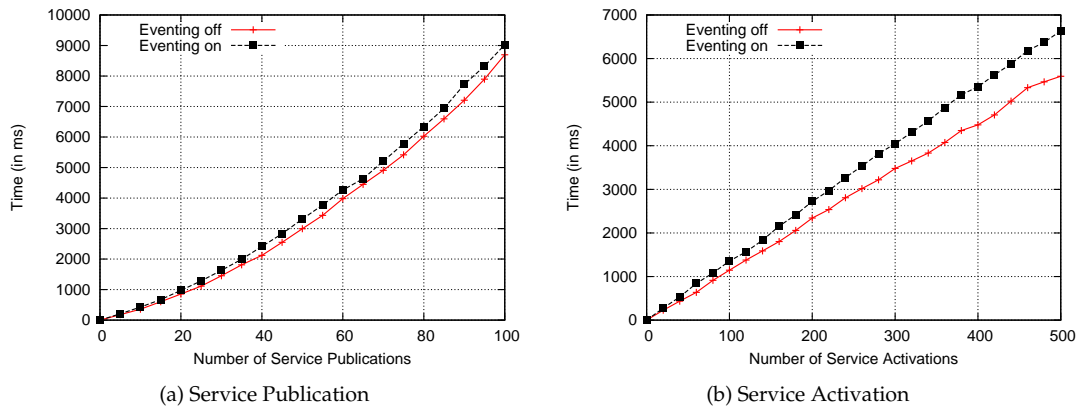 10000
9000
8000
7000
6000
5000
4000
3000
2000
1000
0
Time (in ms)
Eventing off
Eventing on
0 20 40 60 80 100
Number of Service Publications
(a) Service Publication
7000
6000
5000
4000
3000
2000
1000
0
Time (in ms)
Eventing off
Eventing on
0 100 200 300 400 500
Number of Service Activations
(b) Service Activation